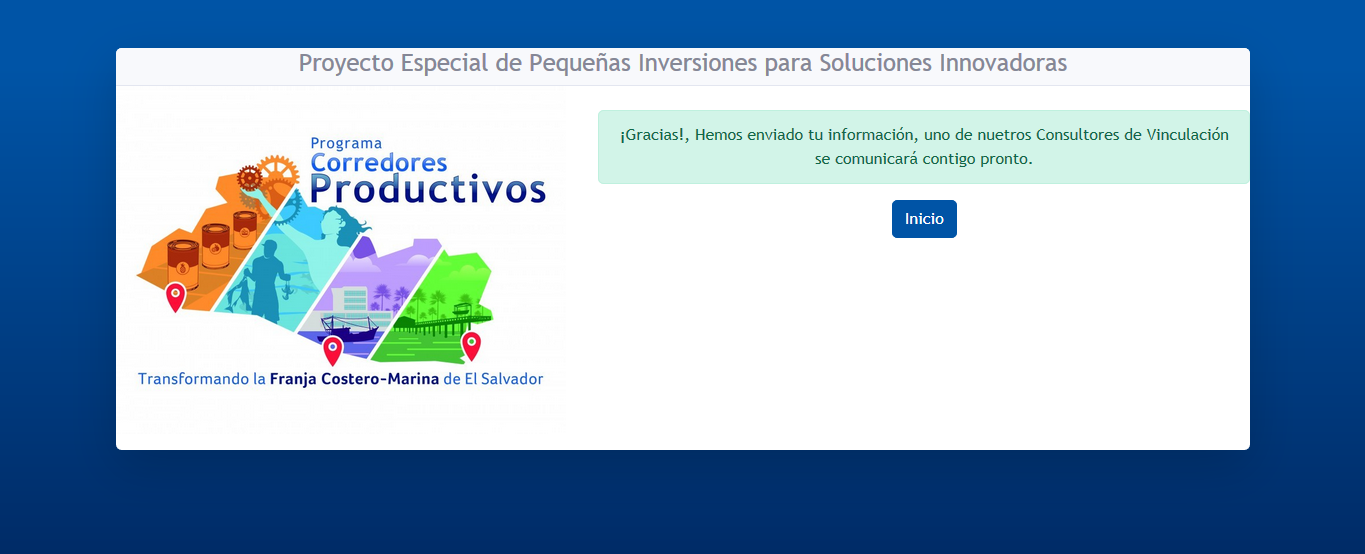 Proyecto Especial de Pequeñas Inversiones para Soluciones Innovadoras
Programa
Corredores
Productivos
Transformando la Franja Costero-Marina de El Salvador
¡Gracias!, Hemos enviado tu información, uno de nuetros Consultores de Vinculación
se comunicará contigo pronto.
Inicio